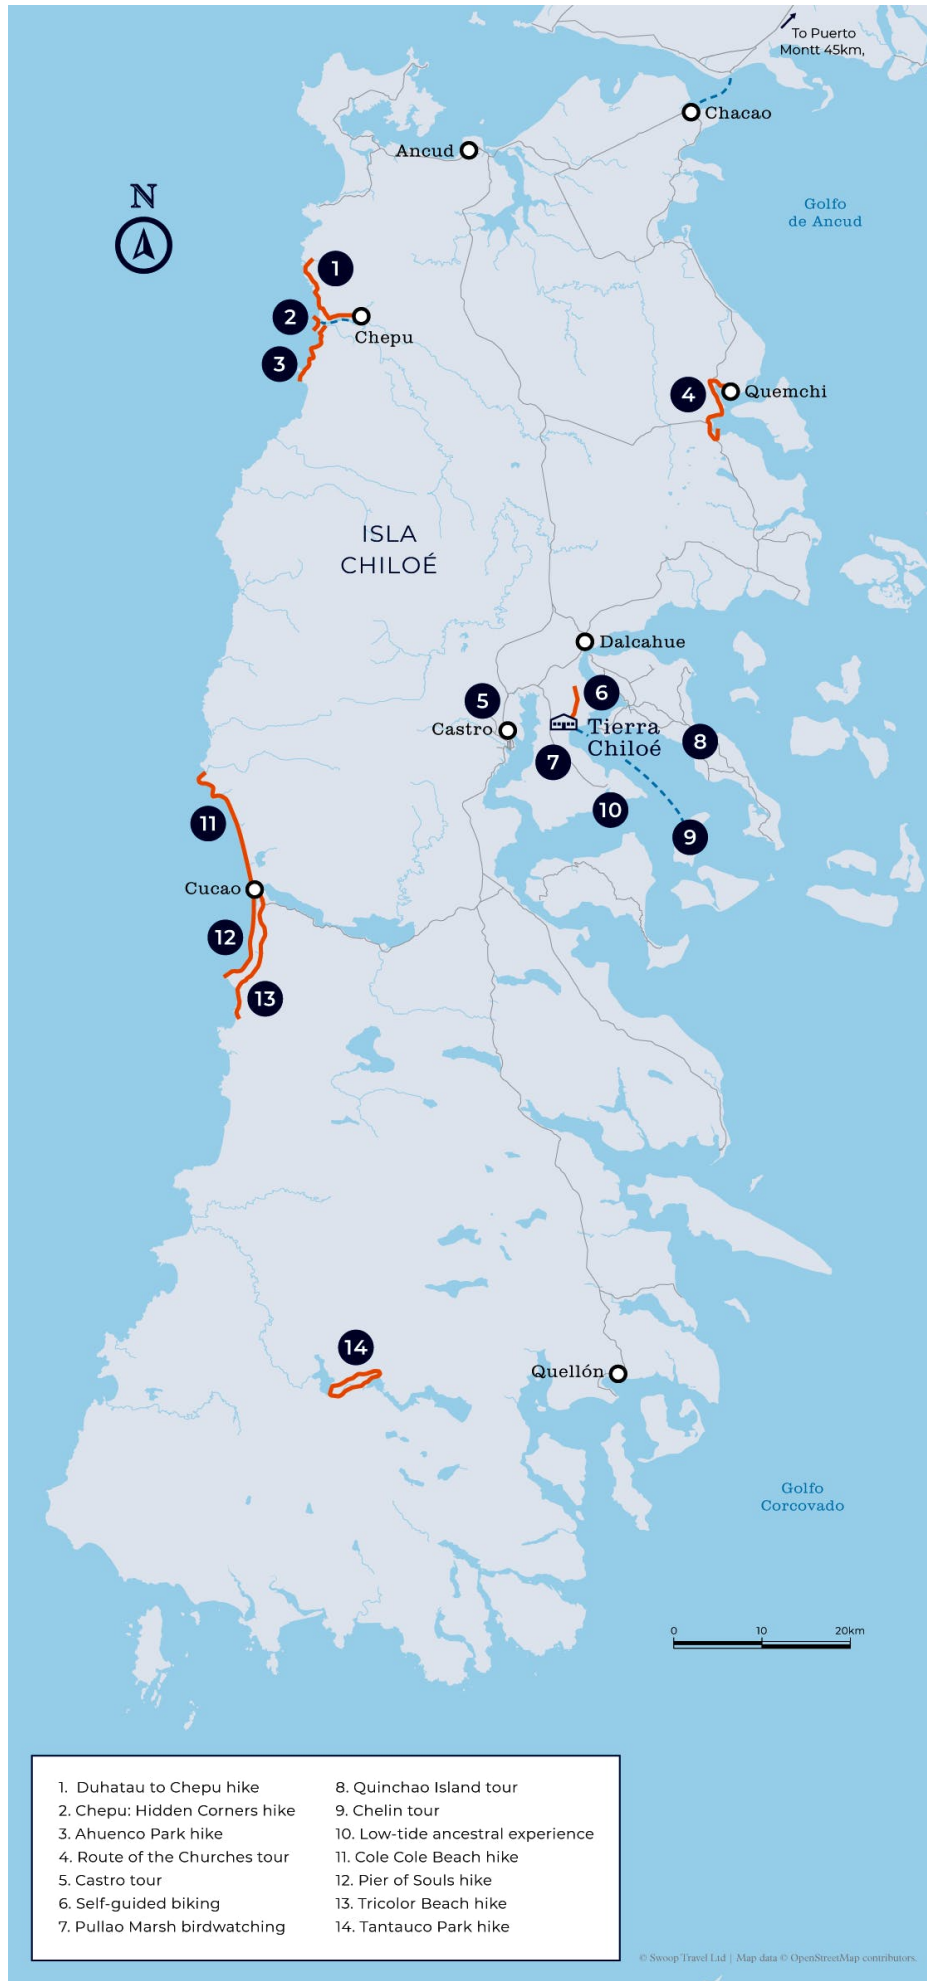 To Puerto
Montt 45km,
Chacao
Ancud
N
Golfo
de Ancud
1
2
Chepu
3
4
Quemchi
ISLA
CHILOÉ
Dalcahue
5
6
Castro
Tierra
Chiloé
7
8
9
10
11
Cucao
12
13
14
Quellón
Golfo
Corcovado
0 10 20km
1. Duhatau to Chepu hike
2. Chepu: Hidden Corners hike
3. Ahuenco Park hike
4. Route of the Churches tour
5. Castro tour
6. Self-guided biking
7. Pullao Marsh birdwatching
8. Quinchao Island tour
9. Chelin tour
10. Low-tide ancestral experience
11. Cole Cole Beach hike
12. Pier of Souls hike
13. Tricolor Beach hike
14. Tantauco Park hike
© Swoop Travel Ltd | Map data © OpenStreetMap contributors.